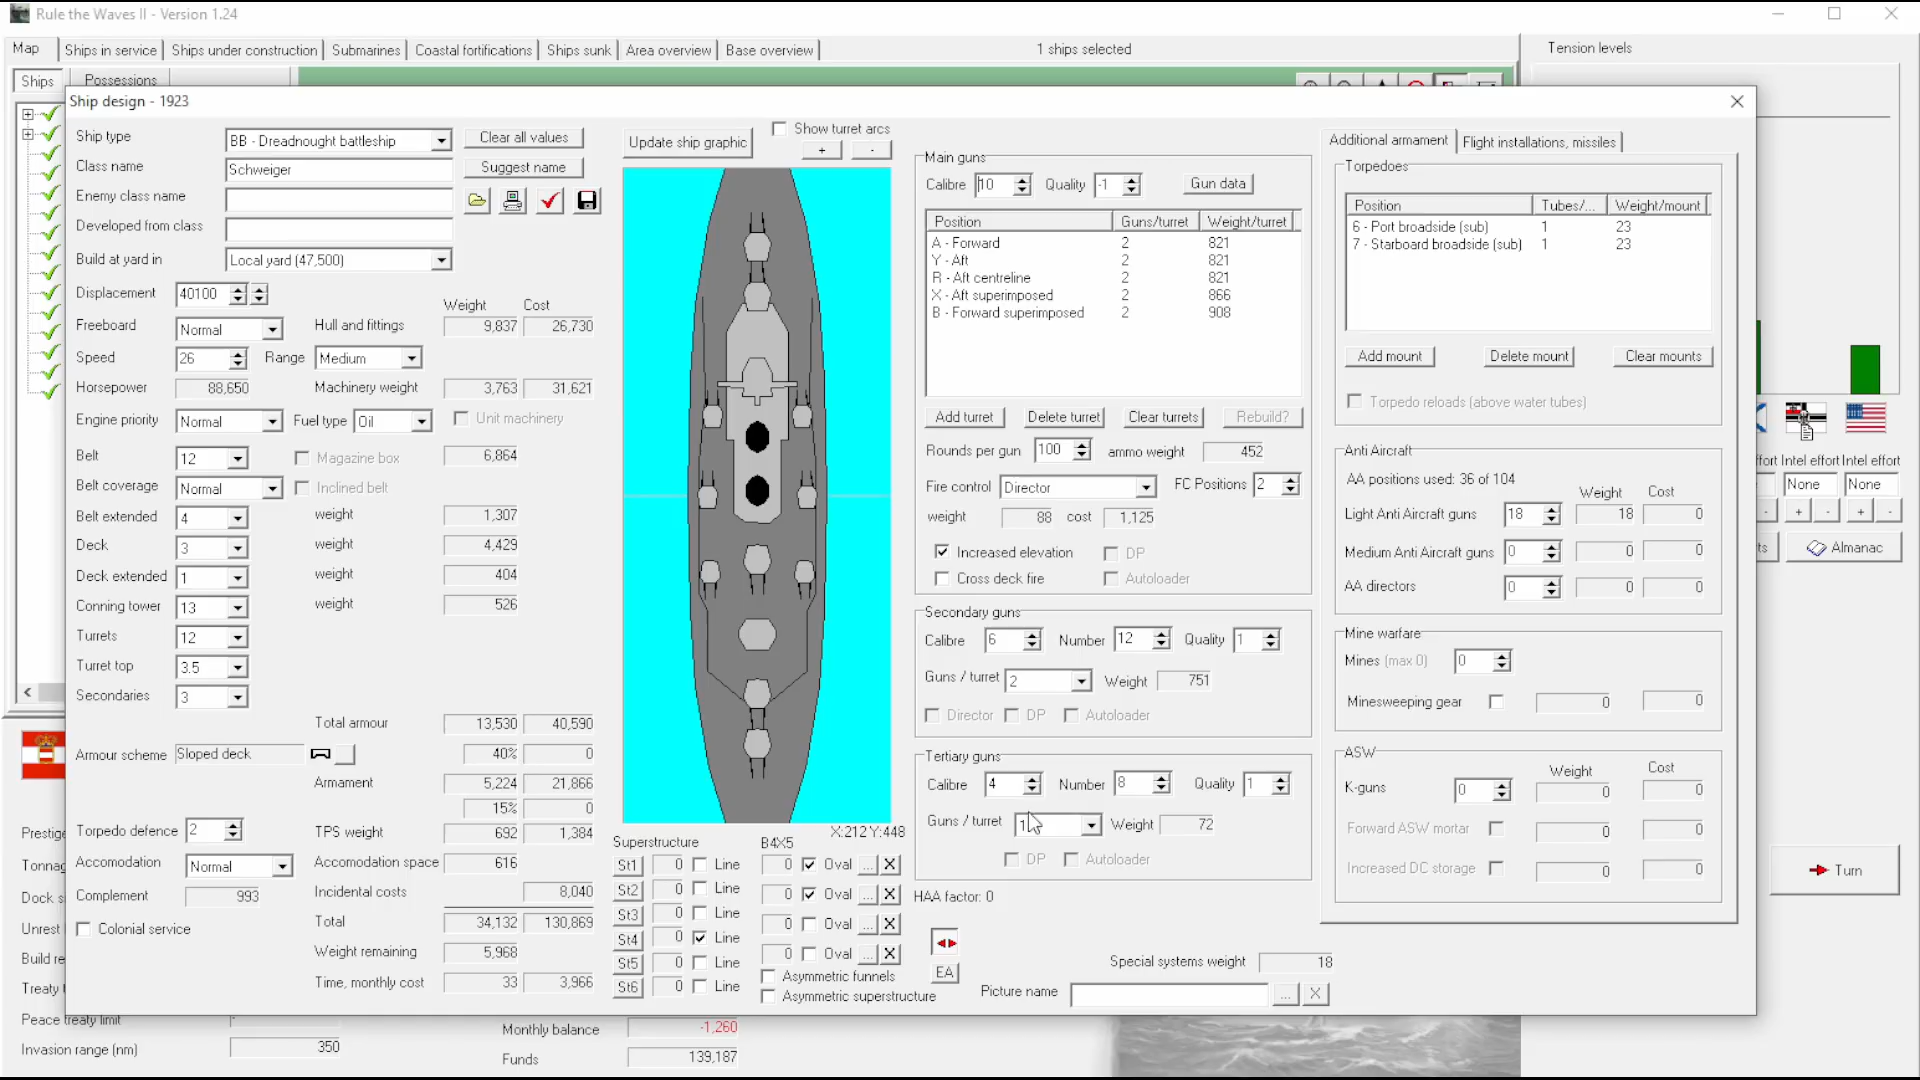 Rule the Waves II - Version 1.24
Map Ships in service Ships under construction Submarines Coastal fortifications Ships sunk Area overview Base overview 1 ships selected Tension levels
Ships Possessions
Ship design - 1923
Ship type BB - Dreadnought battleship Clear all values
Class name Schweiger Suggest name
Enemy class name
Developed from class
Build at yard in Local yard (47,500)
Displacement 40100
Weight Cost
Freeboard Normal Hull and fittings 9,837 26,730
Speed 26 Range Medium
Horsepower 88,650 Machinery weight 3,763 31,621
Engine priority Normal Fuel type Oil Unit machinery
Belt 12 Magazine box 6,864
Belt coverage Normal Inclined belt
Belt extended 4 weight 1,307
Deck 3 weight 4,429
Deck extended 1 weight 404
Conning tower 13 weight 526
Turrets 12
Turret top 3.5
Secondaries 3
Total armour 13,530 40,590
Armour scheme Sloped deck 40% 0
Armament 5,224 21,866
15% 0
Torpedo defence 2 TPS weight 692 1,384
Accomodation Normal Accomodation space 616
Complement 993 Incidental costs 8,040
Total 34,132 130,869
Colonial service
Weight remaining 5,968
Time, monthly cost 33 3,966
Update ship graphic Show turret arcs
+ -
X:212 Y:448
Superstructure B4X5
St1 0 Line 0 Oval ... X
St2 0 Line 0 Oval ... X
St3 0 Line 0 Oval ... X
St4 0 Line 0 Oval ... X
St5 0 Line Asymmetric funnels
St6 0 Line Asymmetric superstructure
Main guns
Calibre 10 Quality -1 Gun data
Position Guns/turret Weight/turret
A - Forward 2 821
Y - Aft 2 821
R - Aft centreline 2 821
X - Aft superimposed 2 866
B - Forward superimposed 2 908
Add turret Delete turret Clear turrets Rebuild?
Rounds per gun 100 ammo weight 452
Fire control Director FC Positions 2
weight 88 cost 1,125
Increased elevation DP
Cross deck fire Autoloader
Secondary guns
Calibre 6 Number 12 Quality 1
Guns / turret 2 Weight 751
Director DP Autoloader
Tertiary guns
Calibre 4 Number 8 Quality 1
Guns / turret 1 Weight 72
DP Autoloader
HAA factor: 0
EA
Special systems weight 18
Picture name ... X
Additional armament Flight installations, missiles
Torpedoes
Position Tubes/... Weight/mount
6 - Port broadside (sub) 1 23
7 - Starboard broadside (sub) 1 23
Add mount Delete mount Clear mounts
Torpedo reloads (above water tubes)
Anti Aircraft
AA positions used: 36 of 104
Weight Cost
Light Anti Aircraft guns 18 18 0
Medium Anti Aircraft guns 0 0 0
AA directors 0 0 0
Mine warfare
Mines (max 0) 0
Minesweeping gear 0 0
ASW
Weight Cost
K-guns 0 0 0
Forward ASW mortar 0 0
Increased DC storage 0 0
ffort Intel effort Intel effort
None None
- + - + -
ts Almanac
Turn
Prestige
Tonnag
Dock s
Unrest
Build re
Treaty t
Peace treaty limit
Invasion range (nm) 350
Monthly balance -1,260
Funds 139,187